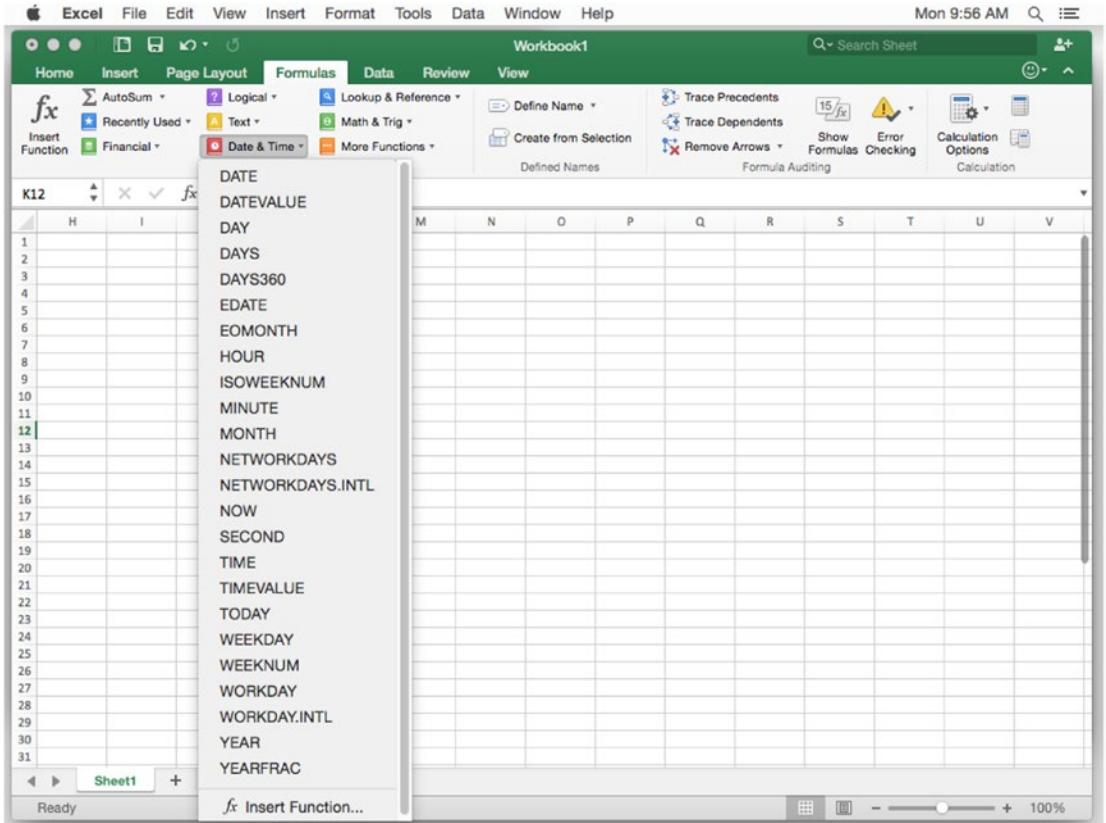 Excel File Edit View Insert Format Tools Data Window Help Mon 9:56 AM
Workbook1 Search Sheet
Home Insert Page Layout Formulas Data Review View
fx Insert Function
AutoSum
Recently Used
Financial
Logical
Text
Date & Time
Lookup & Reference
Math & Trig
More Functions
Define Name
Create from Selection
Defined Names
Trace Precedents
Trace Dependents
Remove Arrows
15 fx
Show Formulas
Error Checking
Formula Auditing
Calculation Options
Calculation
K12 fx
H I M N O P Q R S T U V
1
2
3
4
5
6
7
8
9
10
11
12
13
14
15
16
17
18
19
20
21
22
23
24
25
26
27
28
29
30
31
DATE
DATEVALUE
DAY
DAYS
DAYS360
EDATE
EOMONTH
HOUR
ISOWEEKNUM
MINUTE
MONTH
NETWORKDAYS
NETWORKDAYS.INTL
NOW
SECOND
TIME
TIMEVALUE
TODAY
WEEKDAY
WEEKNUM
WORKDAY
WORKDAY.INTL
YEAR
YEARFRAC
fx Insert Function...
Sheet1 +
Ready 100%